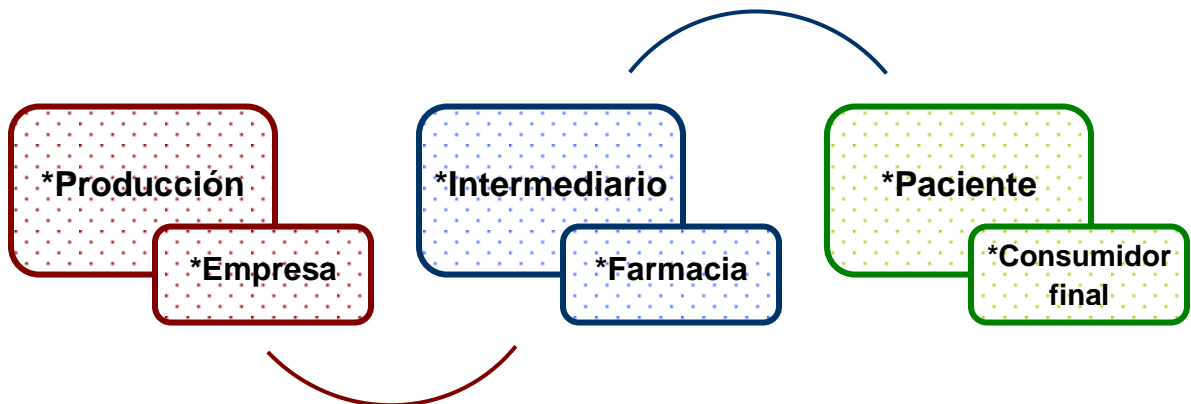 *Producción
*Empresa
*Intermediario
*Farmacia
*Paciente
*Consumidor
final